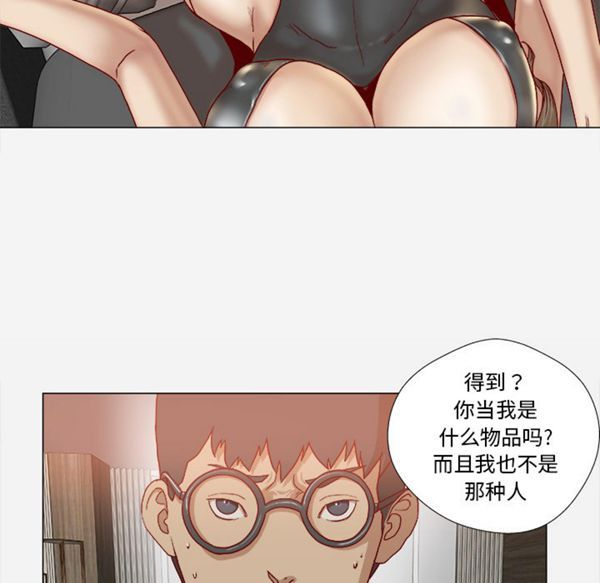 得到？
你当我是
什么物品吗?
而且我也不是
那种人